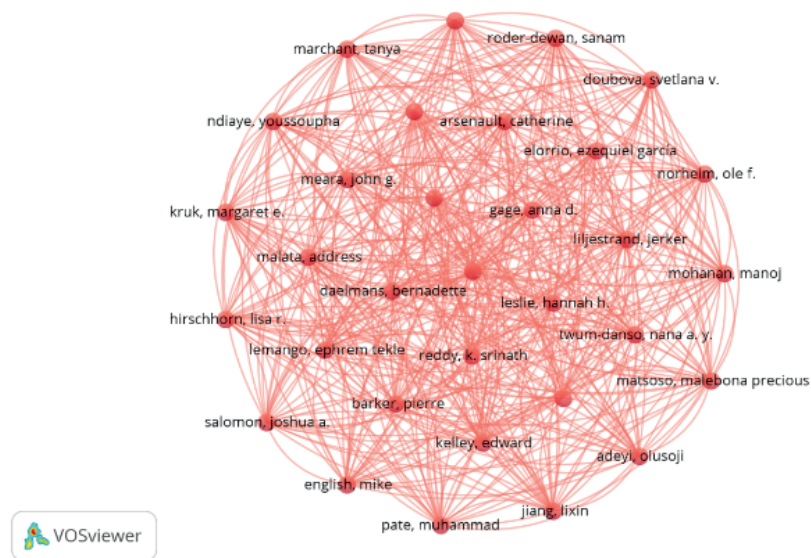 roder-dewan, sanam
marchant, tanya
doubova, svetlana v.
ndiaye. youssoupha
arsenault, catherine
elorrio, ezequiel garcía
meara, john g.
norheim, ole f.
kruk, margaret e.
gage, anna d.
liljestrand, jerker
malata, address
mohanan, manoj
daelmans, bernadette
leslie, hannah h.
hirschhorn, lisa r.
twum-danso, nana a. y.
lemango, ephrem tekle
reddy, k. srinath
matsoso, malebona precious
barker, pierre
salomon, joshua a.
kelley, edward
adeyi, olusoji
english, mike
jiang, lixin
pate, muhammad
VOSviewer